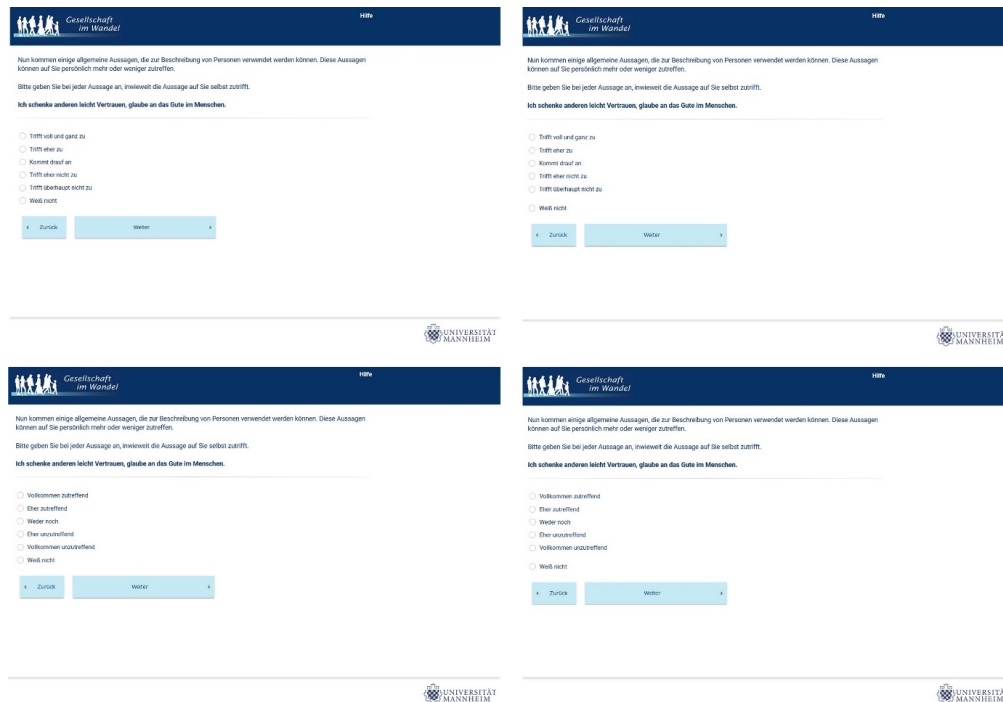 Gesellschaft
im Wandel
Hilfe
Nun kommen einige allgemeine Aussagen, die zur Beschreibung von Personen verwendet werden können. Diese Aussagen
können auf Sie persönlich mehr oder weniger zutreffen.
Bitte geben Sie bei jeder Aussage an, inwieweit die Aussage auf Sie selbst zutrifft.
Ich schenke anderen leicht Vertrauen, glaube an das Gute im Menschen.
Trifft voll und ganz zu
Trifft eher zu
Kommt drauf an
Trifft eher nicht zu
Trifft überhaupt nicht zu
Weiß nicht
Zurück
Weiter
UNIVERSITÄT
MANNHEIM
Gesellschaft
im Wandel
Hilfe
Nun kommen einige allgemeine Aussagen, die zur Beschreibung von Personen verwendet werden können. Diese Aussagen
können auf Sie persönlich mehr oder weniger zutreffen.
Bitte geben Sie bei jeder Aussage an, inwieweit die Aussage auf Sie selbst zutrifft.
Ich schenke anderen leicht Vertrauen, glaube an das Gute im Menschen.
Trifft voll und ganz zu
Trifft eher zu
Kommt drauf an
Trifft eher nicht zu
Trifft überhaupt nicht zu
Weiß nicht
Zurück
Weiter
UNIVERSITÄ
MANNHEIM
Gesellschaft
im Wandel
Hilfe
Nun kommen einige allgemeine Aussagen, die zur Beschreibung von Personen verwendet werden können. Diese Aussagen
können auf Sie persönlich mehr oder weniger zutreffen.
Bitte geben Sie bei jeder Aussage an, inwieweit die Aussage auf Sie selbst zutrifft.
Ich schenke anderen leicht Vertrauen, glaube an das Gute im Menschen.
Vollkommen zutreffend
Eher zutreffend
Weder noch
Eher unzutreffend
Vollkommen unzutreffend
Weiß nicht
Zurück
Weiter
UNIVERSITÄT
MANNHEIM
Gesellschaft
im Wandel
Hilfe
Nun kommen einige allgemeine Aussagen, die zur Beschreibung von Personen verwendet werden können. Diese Aussagen
können auf Sie persönlich mehr oder weniger zutreffen.
Bitte geben Sie bei jeder Aussage an, inwieweit die Aussage auf Sie selbst zutrifft.
Ich schenke anderen leicht Vertrauen, glaube an das Gute im Menschen.
Vollkommen zutreffend
Eher zutreffend
Weder noch
Eher unzutreffend
Vollkommen unzutreffend
Weiß nicht
Zurück
Weiter
UNIVERSITÄ
MANNHEIM